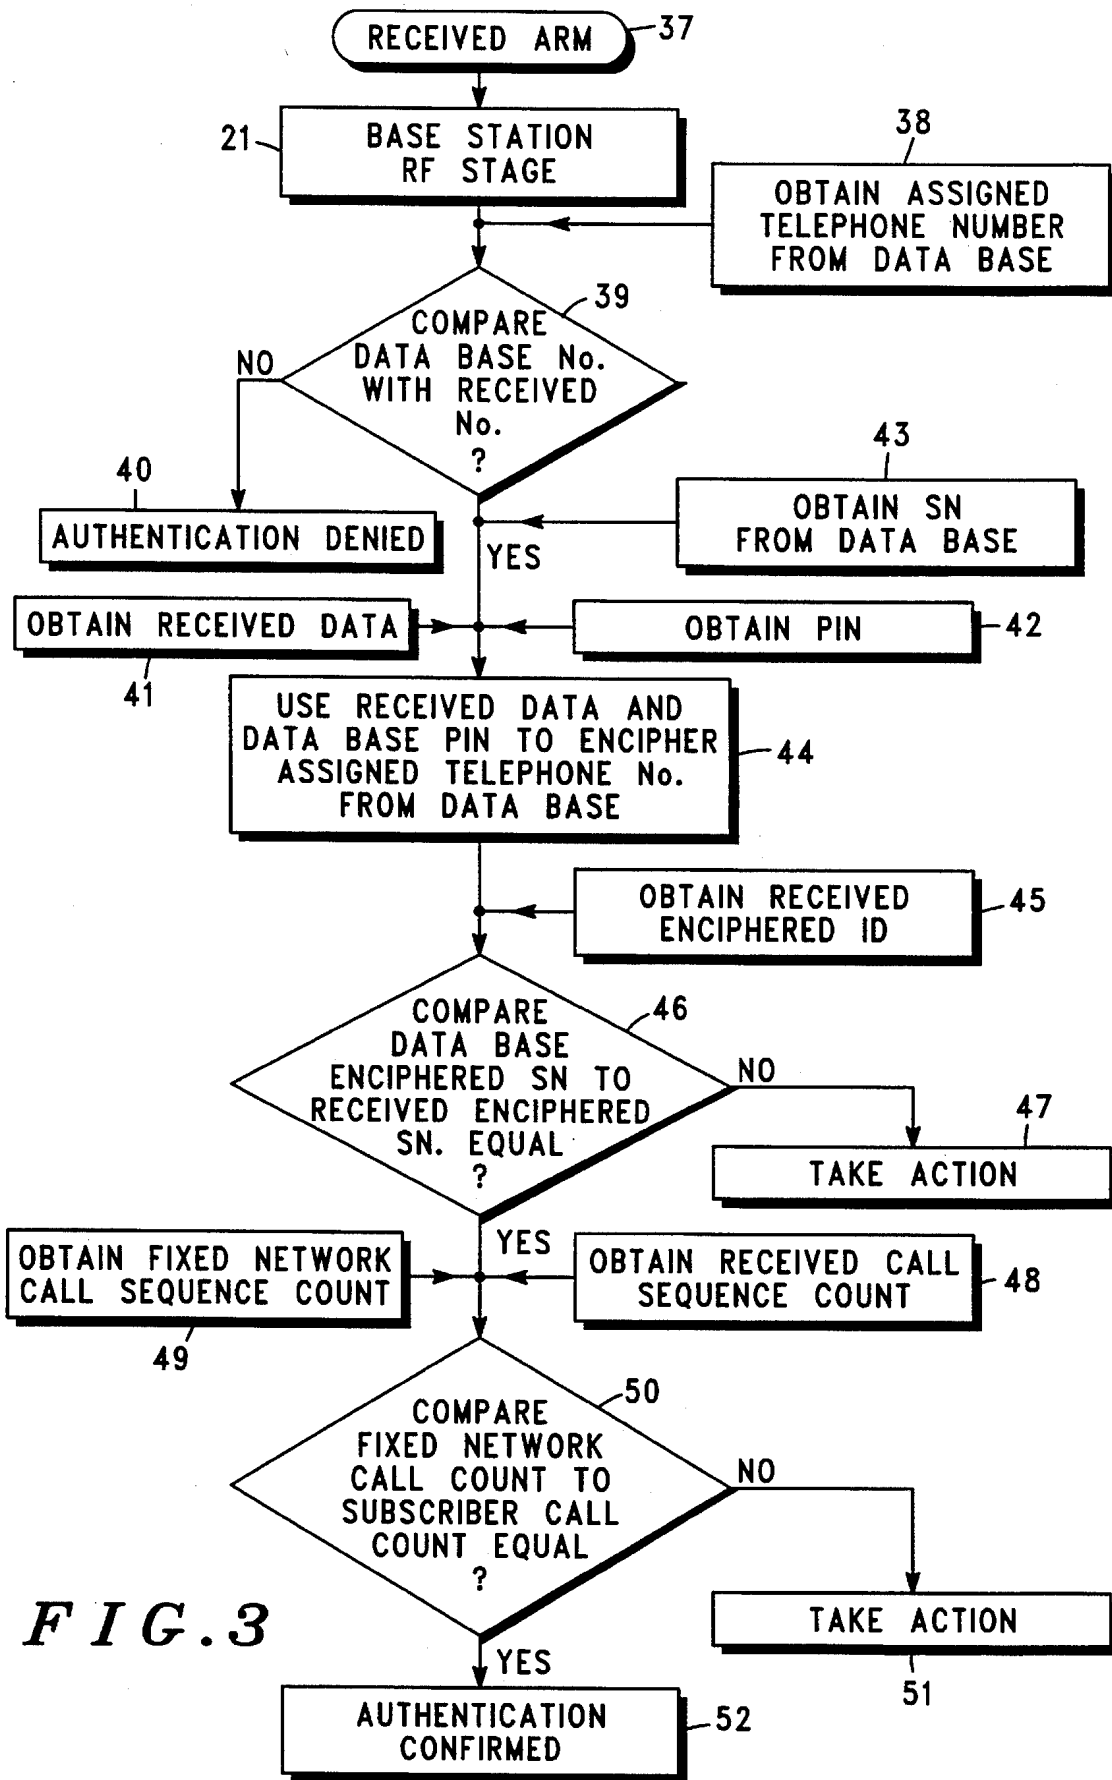 RECEIVED ARM
37
BASE STATION
RF STAGE
21
38
OBTAIN ASSIGNED
TELEPHONE NUMBER
FROM DATA BASE
39
COMPARE
DATA BASE No.
WITH RECEIVED
No.
?
NO
40
AUTHENTICATION DENIED
43
OBTAIN SN
FROM DATA BASE
YES
OBTAIN RECEIVED DATA
41
OBTAIN PIN
42
USE RECEIVED DATA AND
DATA BASE PIN TO ENCIPHER
ASSIGNED TELEPHONE No.
FROM DATA BASE
44
OBTAIN RECEIVED
ENCIPHERED ID
45
COMPARE
DATA BASE
ENCIPHERED SN TO
RECEIVED ENCIPHERED
SN. EQUAL
?
46
NO
47
TAKE ACTION
YES
OBTAIN FIXED NETWORK
CALL SEQUENCE COUNT
49
OBTAIN RECEIVED CALL
SEQUENCE COUNT
48
50
COMPARE
FIXED NETWORK
CALL COUNT TO
SUBSCRIBER CALL
COUNT EQUAL
?
NO
TAKE ACTION
51
YES
AUTHENTICATION
CONFIRMED
52
FIG.3